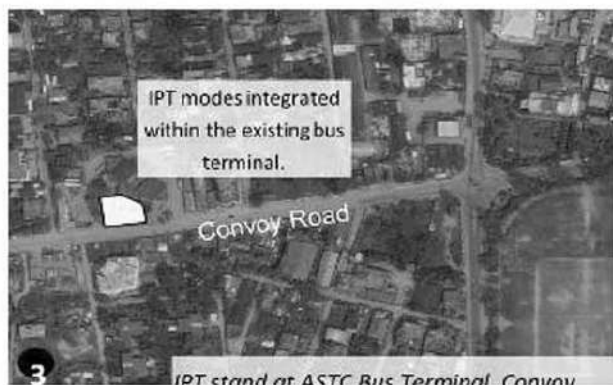 IPT modes integrated
within the existing bus
terminal.
Convoy Road
3
IPT stand at ASTC Bus Terminal, Convoy